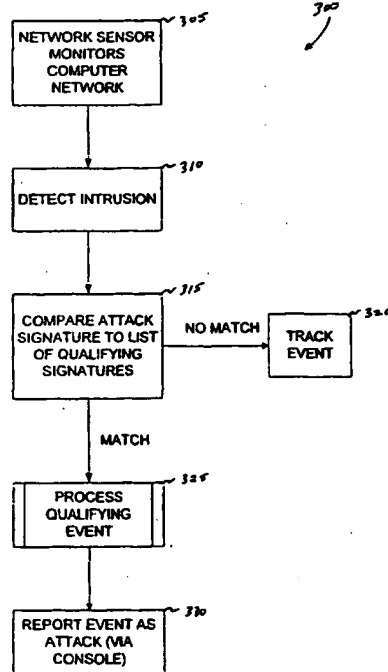 300
305
NETWORK SENSOR
MONITORS
COMPUTER
NETWORK
310
DETECT INTRUSION
315
COMPARE ATTACK
SIGNATURE TO LIST
OF QUALIFYING
SIGNATURES
NO MATCH
320
TRACK
EVENT
MATCH
325
PROCESS
QUALIFYING
EVENT
330
REPORT EVENT AS
ATTACK (VIA
CONSOLE)